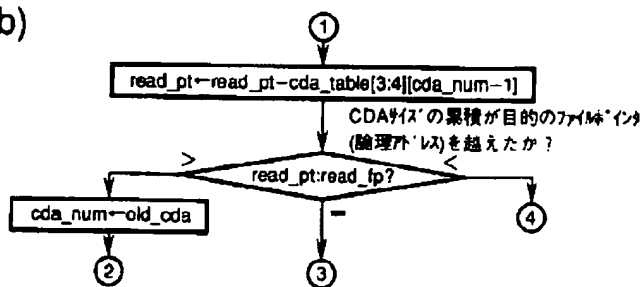 b)
1
read_pt←read_pt−cda_table[3:4][cda_num−1]
CDAサイズの累積が目的のファイルポインタ
(論理アドレス)を越えたか?
> <
read_pt:read_fp?
cda_num←old_cda
=
4
2
3